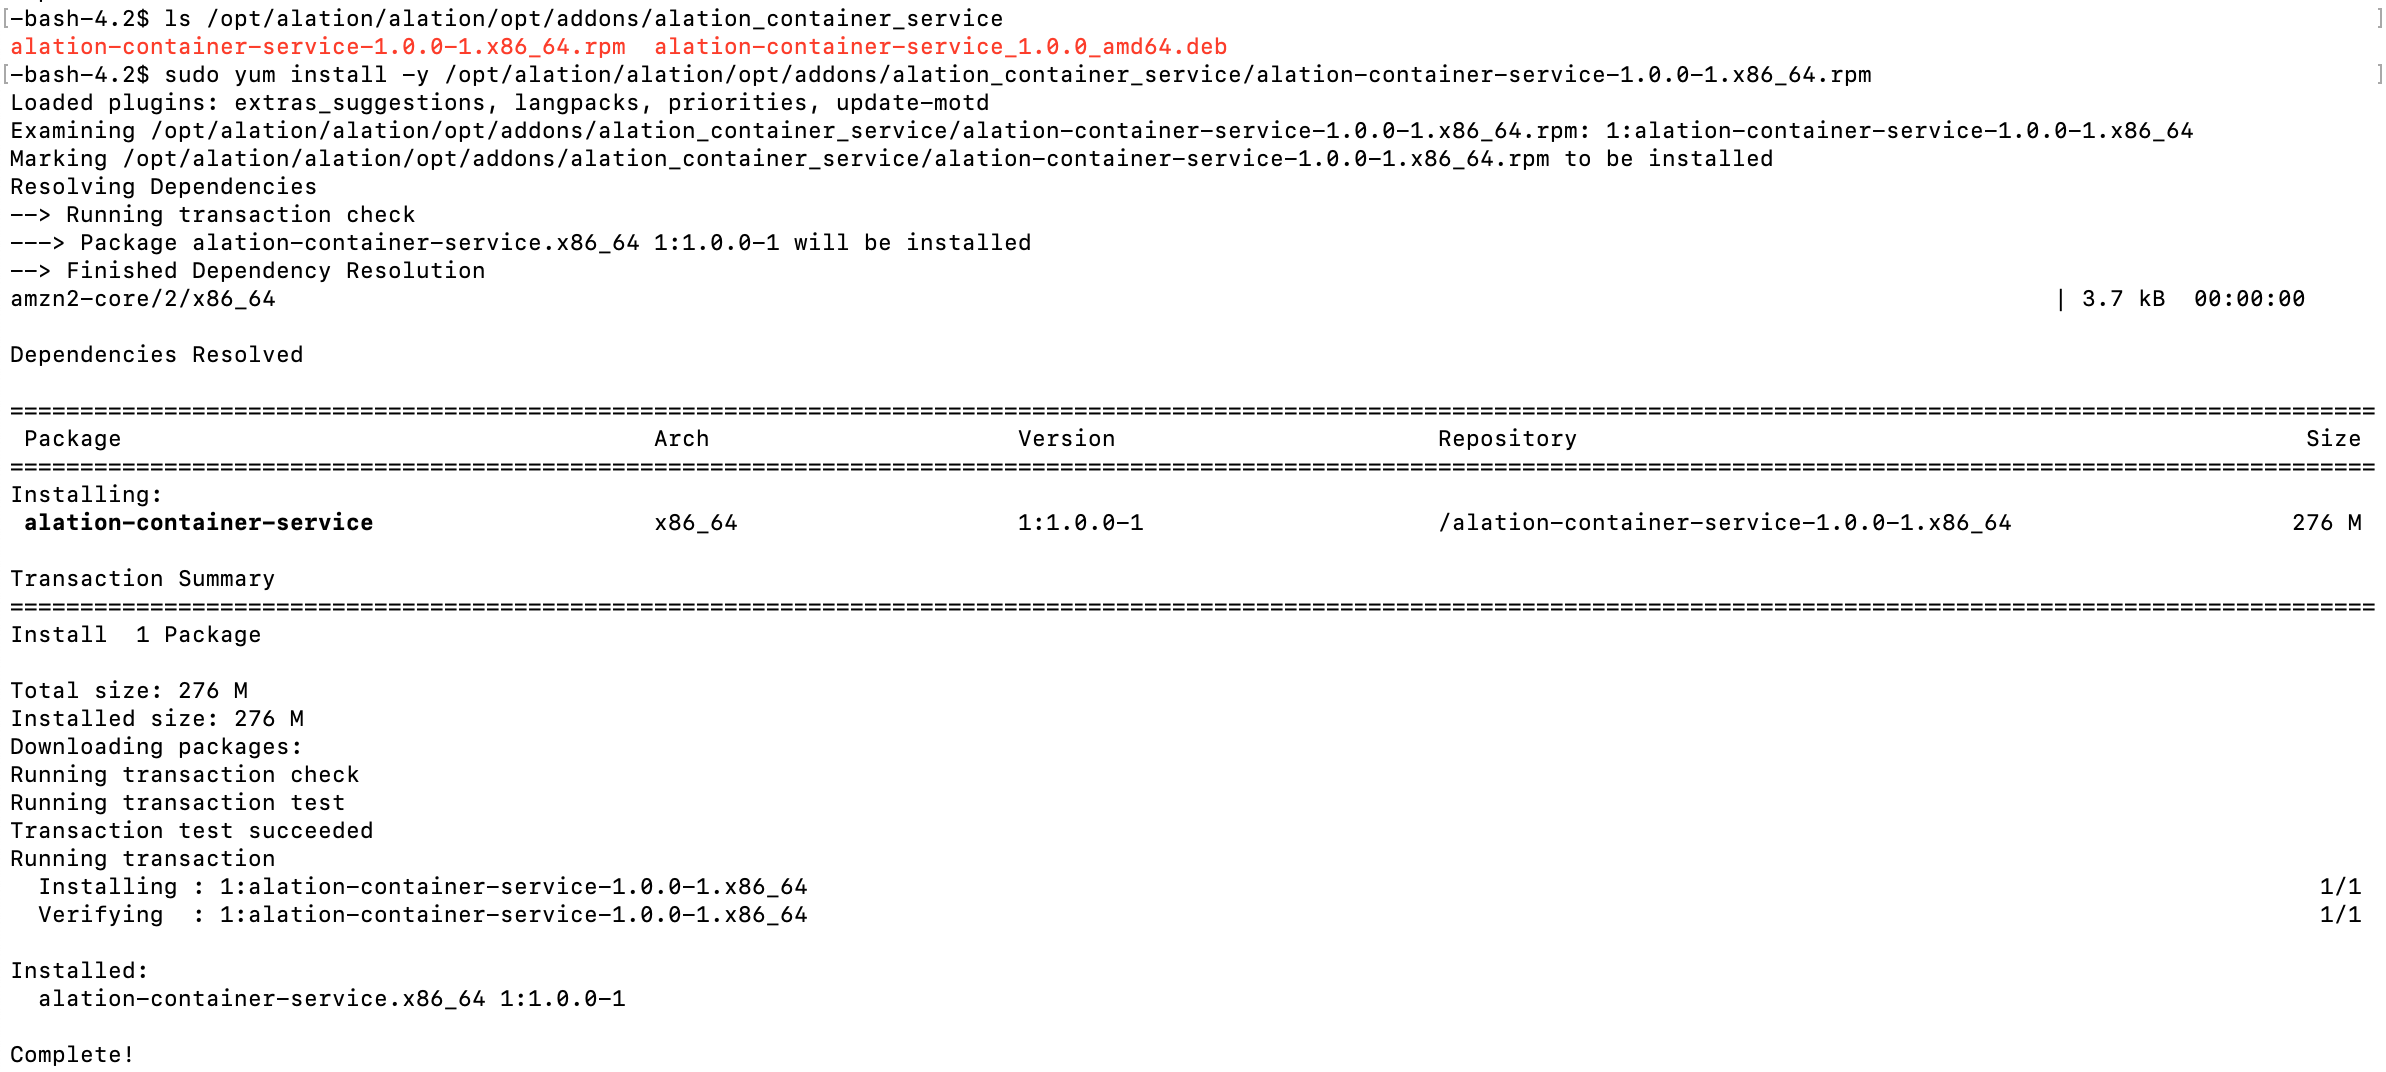 [-bash-4.2$ ls /opt/alation/alation/opt/addons/alation_container_service ]
alation-container-service-1.0.0-1.x86_64.rpm  alation-container-service_1.0.0_amd64.deb
[-bash-4.2$ sudo yum install -y /opt/alation/alation/opt/addons/alation_container_service/alation-container-service-1.0.0-1.x86_64.rpm ]
Loaded plugins: extras_suggestions, langpacks, priorities, update-motd
Examining /opt/alation/alation/opt/addons/alation_container_service/alation-container-service-1.0.0-1.x86_64.rpm: 1:alation-container-service-1.0.0-1.x86_64
Marking /opt/alation/alation/opt/addons/alation_container_service/alation-container-service-1.0.0-1.x86_64.rpm to be installed
Resolving Dependencies
--> Running transaction check
---> Package alation-container-service.x86_64 1:1.0.0-1 will be installed
--> Finished Dependency Resolution
amzn2-core/2/x86_64 | 3.7 kB  00:00:00
Dependencies Resolved
=========================================================================================================================================================================
Package Arch Version Repository Size
=========================================================================================================================================================================
Installing:
alation-container-service x86_64 1:1.0.0-1 /alation-container-service-1.0.0-1.x86_64 276 M
Transaction Summary
=========================================================================================================================================================================
Install  1 Package
Total size: 276 M
Installed size: 276 M
Downloading packages:
Running transaction check
Running transaction test
Transaction test succeeded
Running transaction
Installing : 1:alation-container-service-1.0.0-1.x86_64 1/1
Verifying  : 1:alation-container-service-1.0.0-1.x86_64 1/1
Installed:
alation-container-service.x86_64 1:1.0.0-1
Complete!